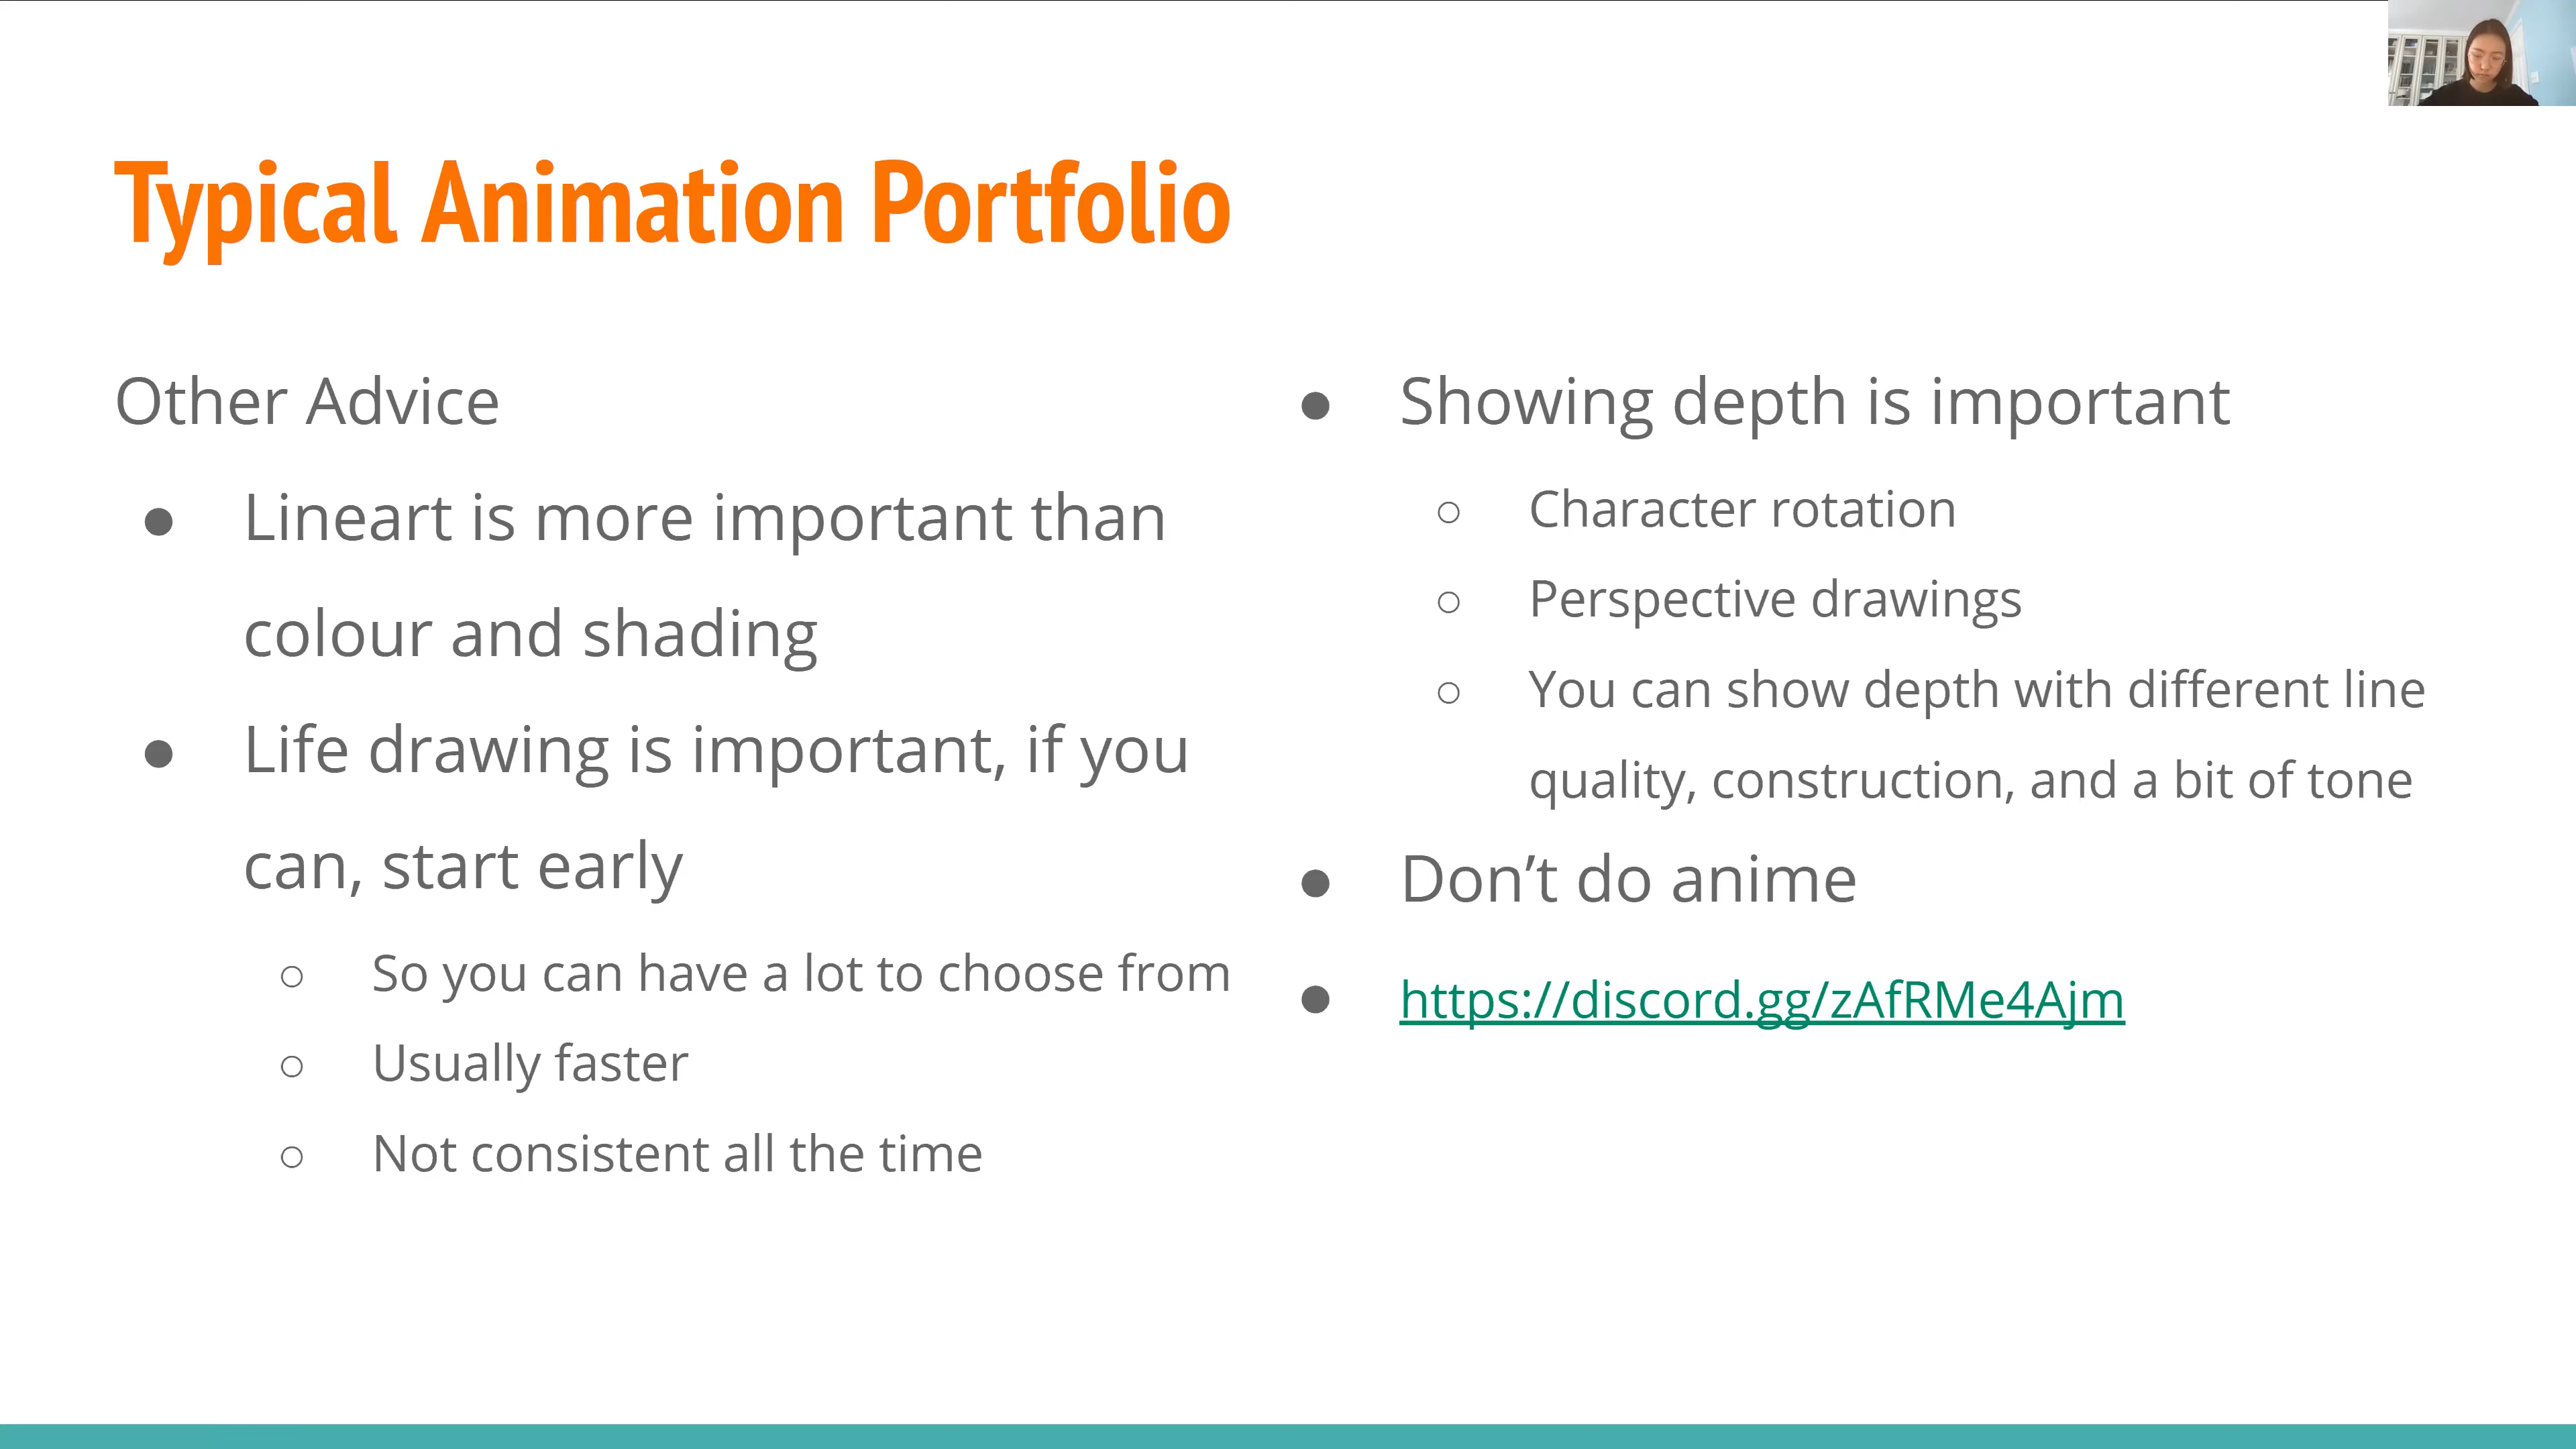 Typical Animation Portfolio
Other Advice
● Lineart is more important than
colour and shading
● Life drawing is important, if you
can, start early
○ So you can have a lot to choose from
○ Usually faster
○ Not consistent all the time
● Showing depth is important
○ Character rotation
○ Perspective drawings
○ You can show depth with different line
quality, construction, and a bit of tone
● Don’t do anime
● https://discord.gg/zAfRMe4Ajm